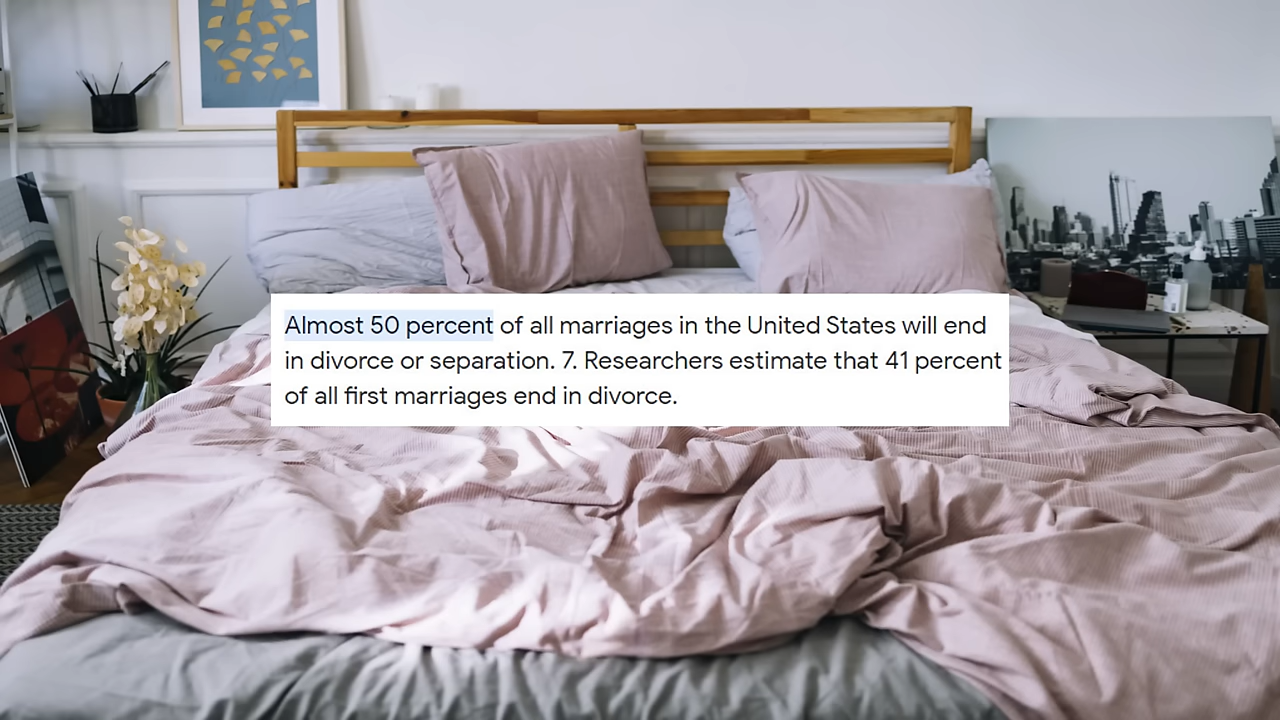 Almost 50 percent of all marriages in the United States will end
in divorce or separation. 7. Researchers estimate that 41 percent
of all first marriages end in divorce.